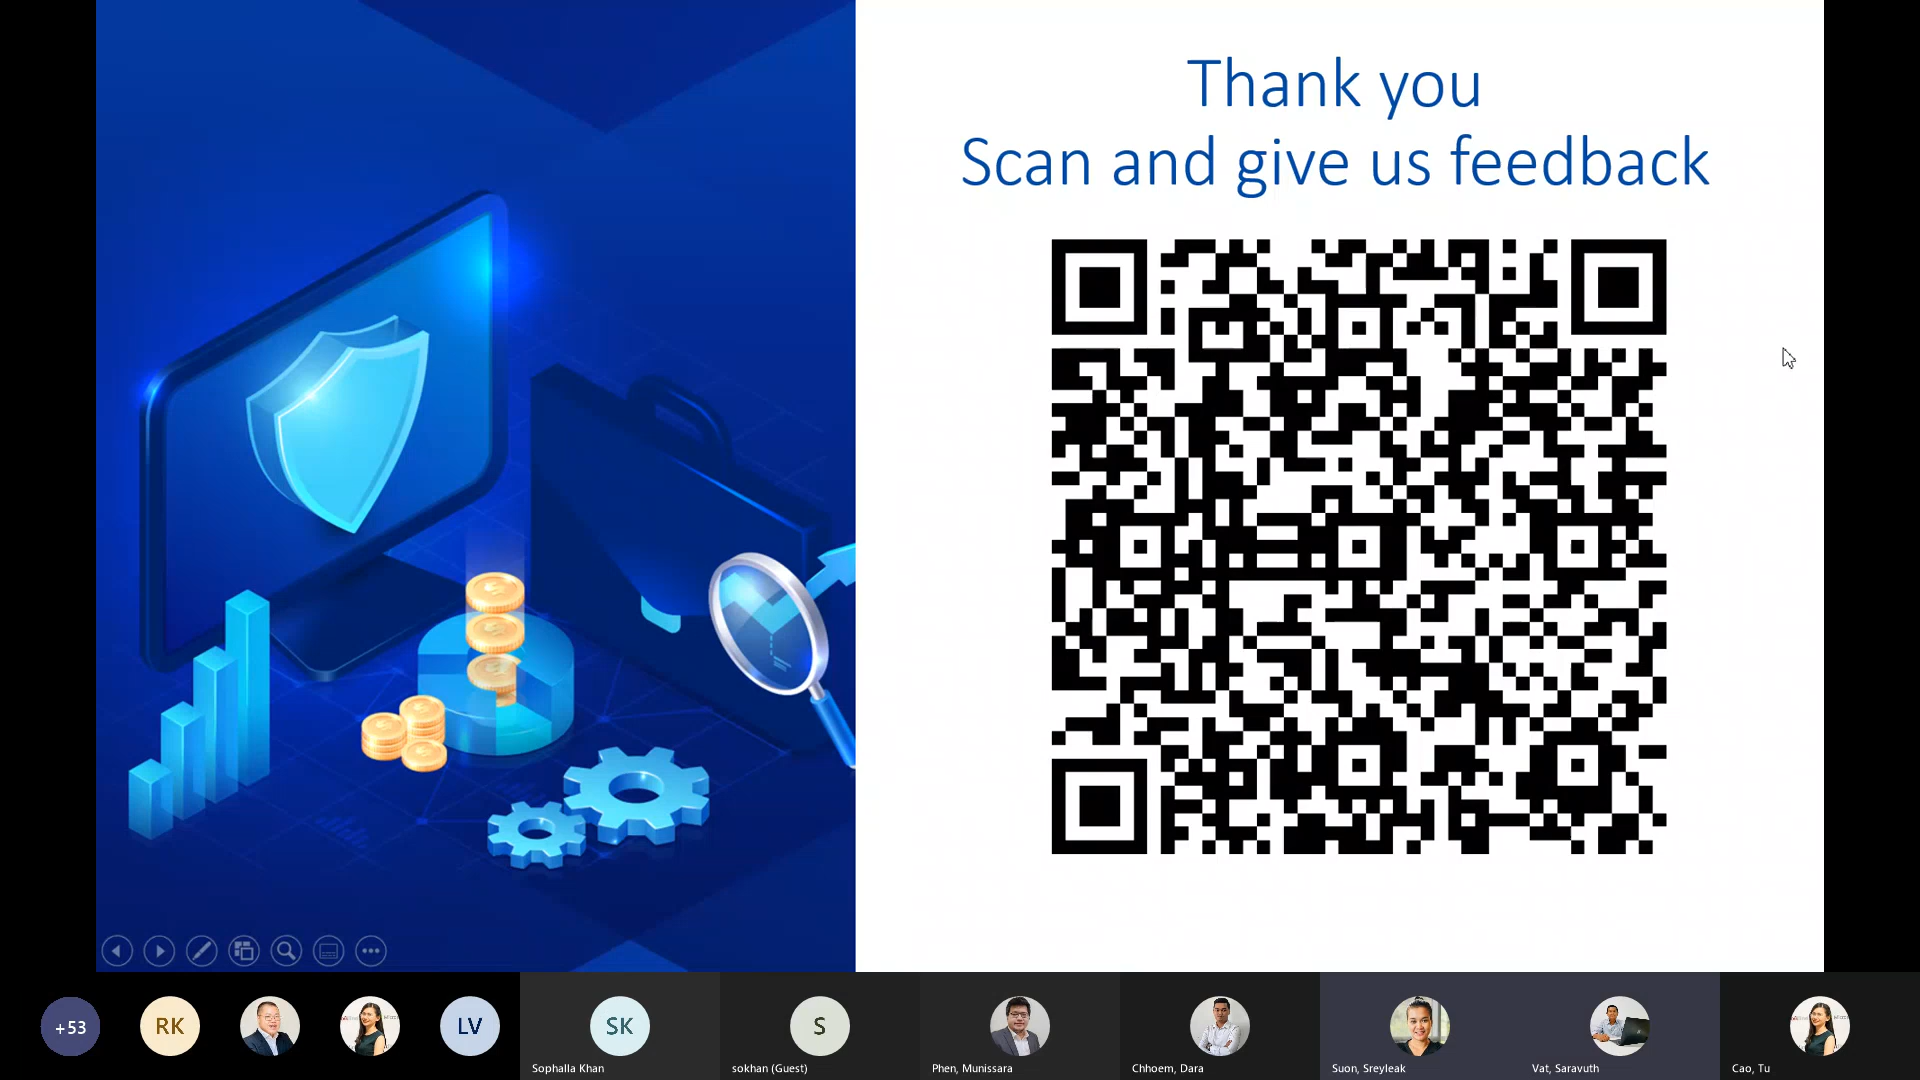 Thank you
Scan and give us feedback
+53
RK
LV
SK
S
Sophalla Khan
sokhan (Guest)
Phen, Munissara
Chhoem, Dara
Suon, Sreyleak
Vat, Saravuth
Cao, Tu